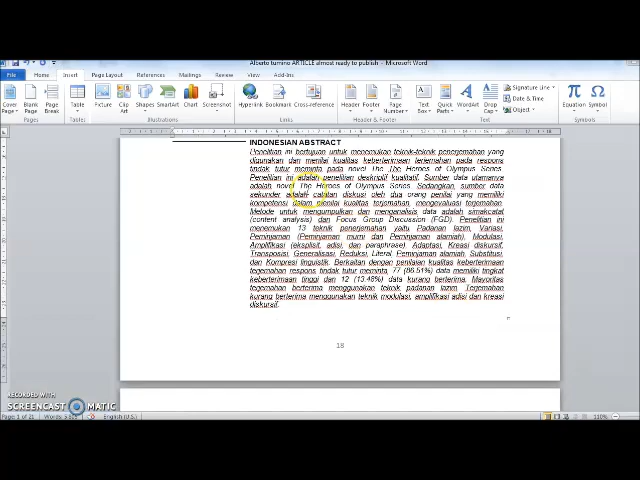 Alberto turnino ARTICLE almost ready to publish - Microsoft Word
File Home Insert Page Layout References Mailings Review View Add-Ins
Cover Page Blank Page Page Break Table Picture Clip Art Shapes SmartArt Chart Screenshot Hyperlink Bookmark Cross-reference Header Footer Page Number Text Box Quick Parts WordArt Drop Cap Signature Line Date & Time Object Equation Symbol
Pages Tables Illustrations Links Header & Footer Text Symbols
INDONESIAN ABSTRACT
Penelitian ini bertujuan untuk menemukan teknik-teknik penerjemahan yang
digunakan dan menilai kualitas keberterimaan terjemahan pada respons
tindak tutur meminta pada novel The The Heroes of Olympus Series.
Penelitian ini adalah penelitian deskriptif kualitatif. Sumber data utamanya
adalah novel The Heroes of Olympus Series. Sedangkan, sumber data
sekunder adalah catatan diskusi oleh dua orang penilai yang memiliki
kompetensi dalam menilai kualitas terjemahan mengevaluasi terjemahan.
Metode untuk mengumpulkan dan menganalisis data adalah simakcatat
(content analysis) dan Focus Group Discussion (FGD). Penelitian ini
menemukan 13 teknik penerjemahan yaitu Padanan lazim, Variasi,
Peminjaman (Peminjaman murni dan Peminjaman alamiah), Modulasi,
Amplifikasi (eksplisit, adisi, dan paraphrase), Adaptasi, Kreasi diskursif,
Transposisi, Generalisasi, Reduksi, Literal, Peminjaman alamiah, Substitusi,
dan Kompresi linguistik. Berkaitan dengan penilaian kualitas keberterimaan
terjemahan respons tindak tutur meminta, 77 (86.51%) data memiliki tingkat
keberterimaan tinggi dan 12 (13.48%) data kurang berterima. Mayoritas
terjemahan berterima menggunakan teknik padanan lazim. Terjemahan
kurang berterima menggunakan teknik modulasi, amplifikasi adisi dan kreasi
diskursif.
18
RECORDED WITH
SCREENCAST MATIC
Page: 1 of 21 Words: English (U.S.) 110%